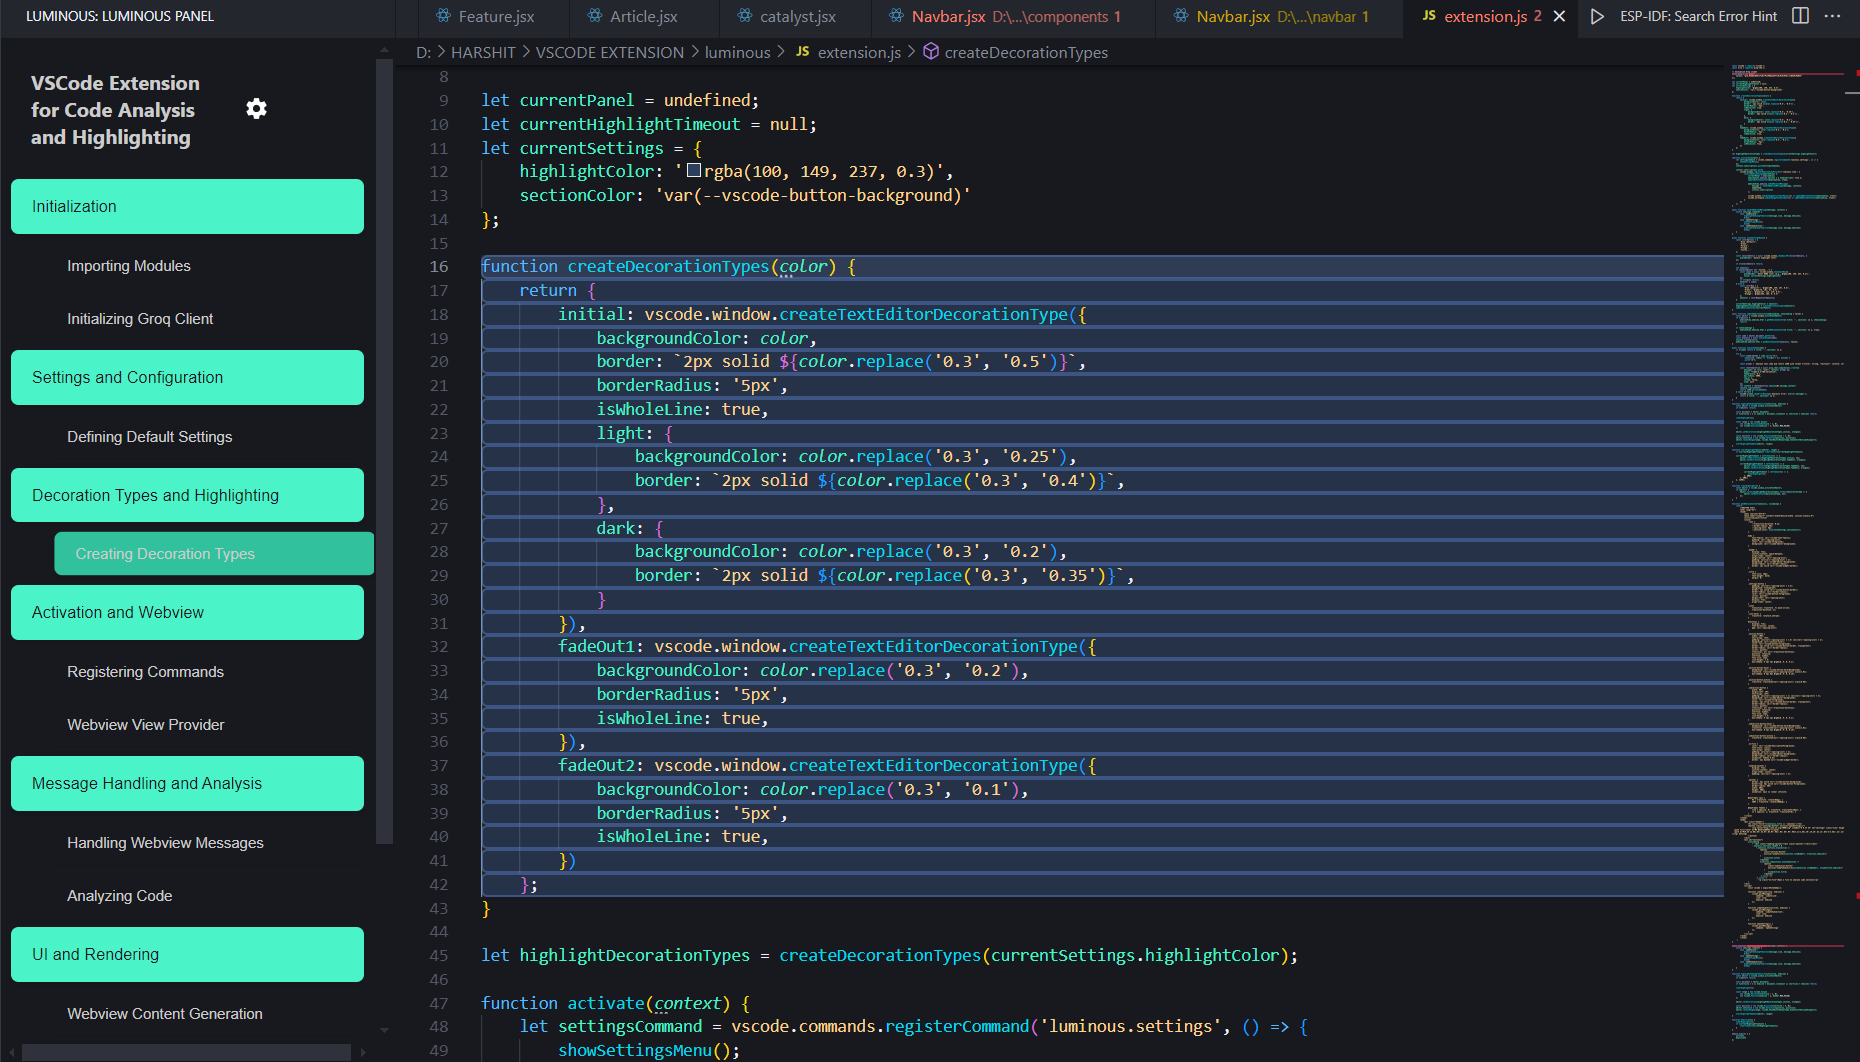 LUMINOUS: LUMINOUS PANEL
Feature.jsx
Article.jsx
catalyst.jsx
Navbar.jsx D:\...\components 1
Navbar.jsx D:\...\navbar 1
JS extension.js 2
ESP-IDF: Search Error Hint
D: > HARSHIT > VSCODE EXTENSION > luminous > JS extension.js > createDecorationTypes
VSCode Extension
for Code Analysis
and Highlighting
Initialization
Importing Modules
Initializing Groq Client
Settings and Configuration
Defining Default Settings
Decoration Types and Highlighting
Creating Decoration Types
Activation and Webview
Registering Commands
Webview View Provider
Message Handling and Analysis
Handling Webview Messages
Analyzing Code
UI and Rendering
Webview Content Generation
8
9 let currentPanel = undefined;
10 let currentHighlightTimeout = null;
11 let currentSettings = {
12 highlightColor: 'rgba(100, 149, 237, 0.3)',
13 sectionColor: 'var(--vscode-button-background)'
14 };
15
16 function createDecorationTypes(color) {
17 return {
18 initial: vscode.window.createTextEditorDecorationType({
19 backgroundColor: color,
20 border: `2px solid ${color.replace('0.3', '0.5')}`,
21 borderRadius: '5px',
22 isWholeLine: true,
23 light: {
24 backgroundColor: color.replace('0.3', '0.25'),
25 border: `2px solid ${color.replace('0.3', '0.4')}`,
26 },
27 dark: {
28 backgroundColor: color.replace('0.3', '0.2'),
29 border: `2px solid ${color.replace('0.3', '0.35')}`,
30 }
31 }),
32 fadeOut1: vscode.window.createTextEditorDecorationType({
33 backgroundColor: color.replace('0.3', '0.2'),
34 borderRadius: '5px',
35 isWholeLine: true,
36 }),
37 fadeOut2: vscode.window.createTextEditorDecorationType({
38 backgroundColor: color.replace('0.3', '0.1'),
39 borderRadius: '5px',
40 isWholeLine: true,
41 })
42 };
43 }
44
45 let highlightDecorationTypes = createDecorationTypes(currentSettings.highlightColor);
46
47 function activate(context) {
48 let settingsCommand = vscode.commands.registerCommand('luminous.settings', () => {
49 showSettingsMenu();